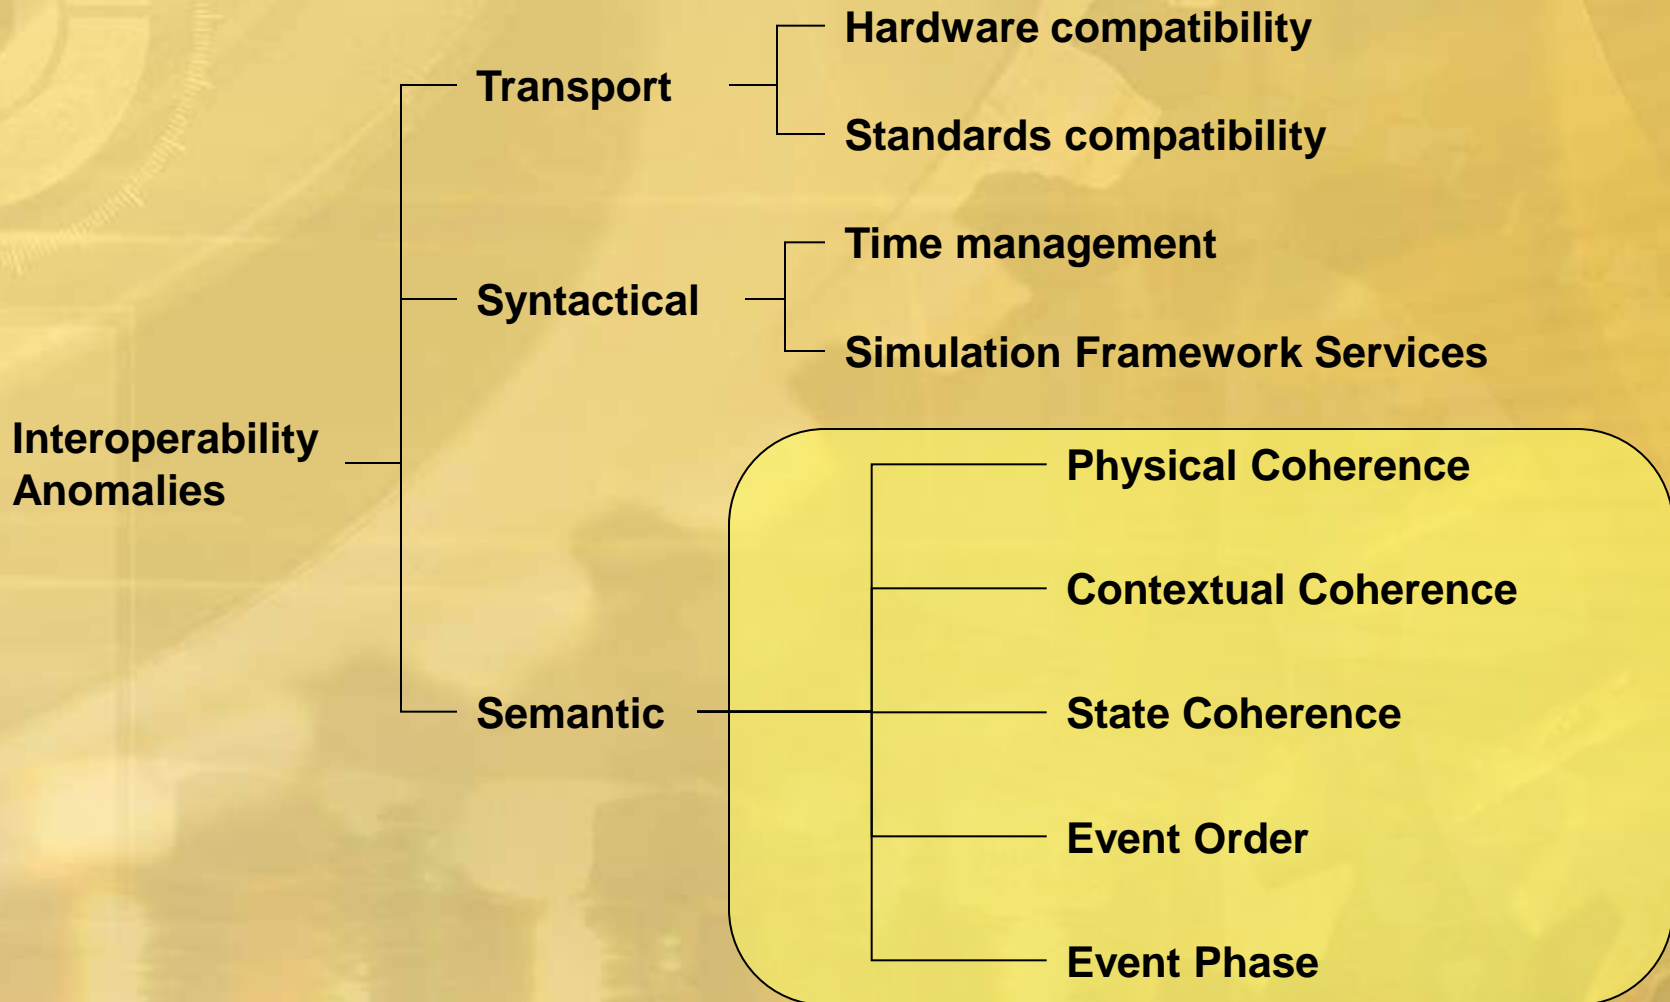 Hardware compatibility
Transport
Standards compatibility
Time management
Syntactical
Simulation Framework Services
Interoperability
Anomalies
Physical Coherence
Contextual Coherence
Semantic
State Coherence
Event Order
Event Phase